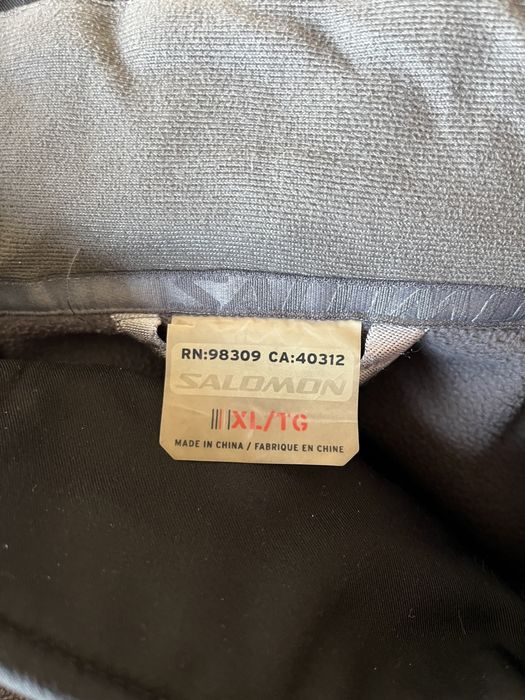 RN:98309 CA:40312
SALOMON
XL/TG
MADE IN CHINA / FABRIQUE EN CHINE